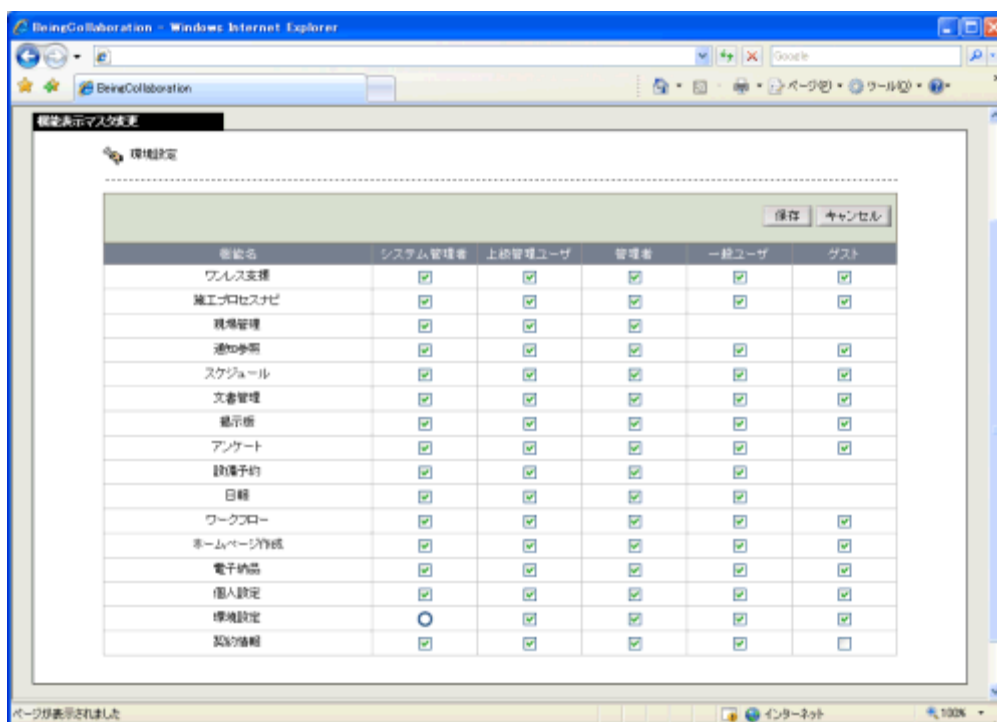 BeingCollaboration - Windows Internet Explorer
Google
BeingCollaboration
ページ(P) ツール(O)
機能表示マスタ変更
環境設定
保存 キャンセル
機能名 システム管理者 上級管理ユーザ 管理者 一般ユーザ ゲスト
ワンレス支援
施工プロセスナビ
現場管理
通知参照
スケジュール
文書管理
掲示板
アンケート
設備予約
日報
ワークフロー
ホームページ作成
電子納品
個人設定
環境設定
契約情報
ページが表示されました インターネット 100%